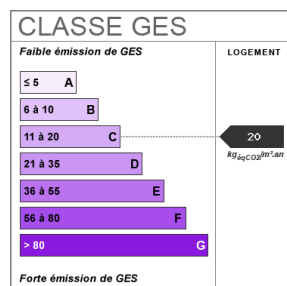 CLASSE GES
Faible émission de GES
LOGEMENT
≤ 5 A
6 à 10 B
11 à 20 C
20
kgéqCO2/m².an
21 à 35 D
36 à 55 E
56 à 80 F
> 80 G
Forte émission de GES